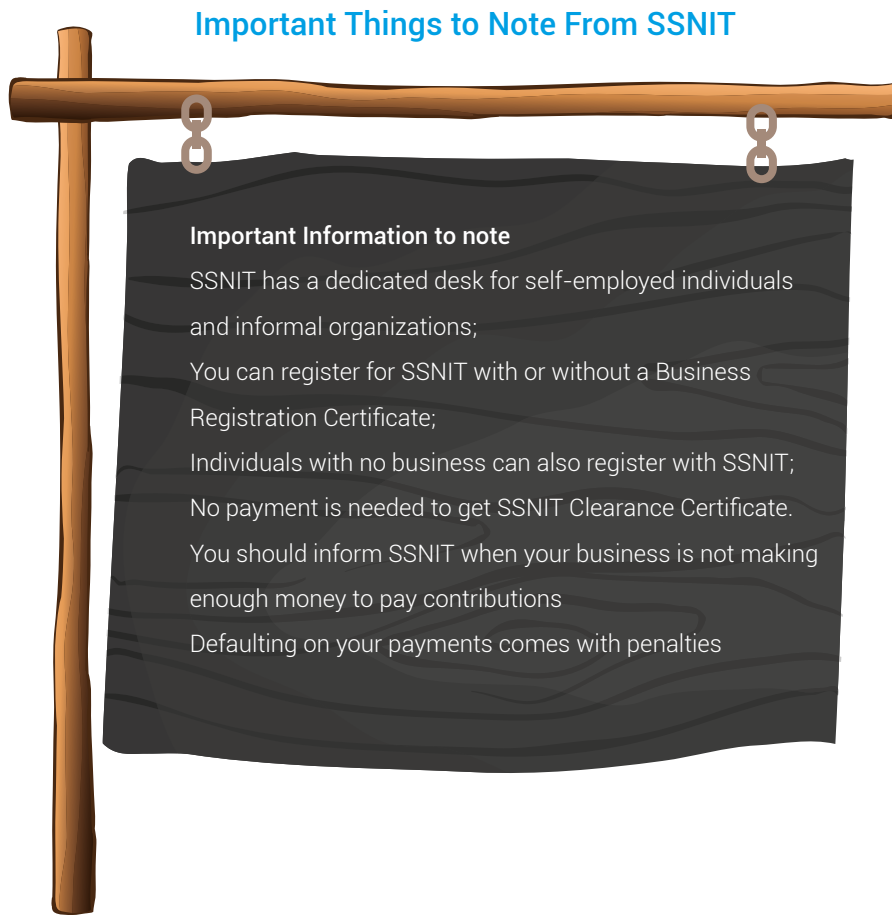 Important Things to Note From SSNIT
Important Information to note
SSNIT has a dedicated desk for self-employed individuals
and informal organizations;
You can register for SSNIT with or without a Business
Registration Certificate;
Individuals with no business can also register with SSNIT;
No payment is needed to get SSNIT Clearance Certificate.
You should inform SSNIT when your business is not making
enough money to pay contributions
Defaulting on your payments comes with penalties